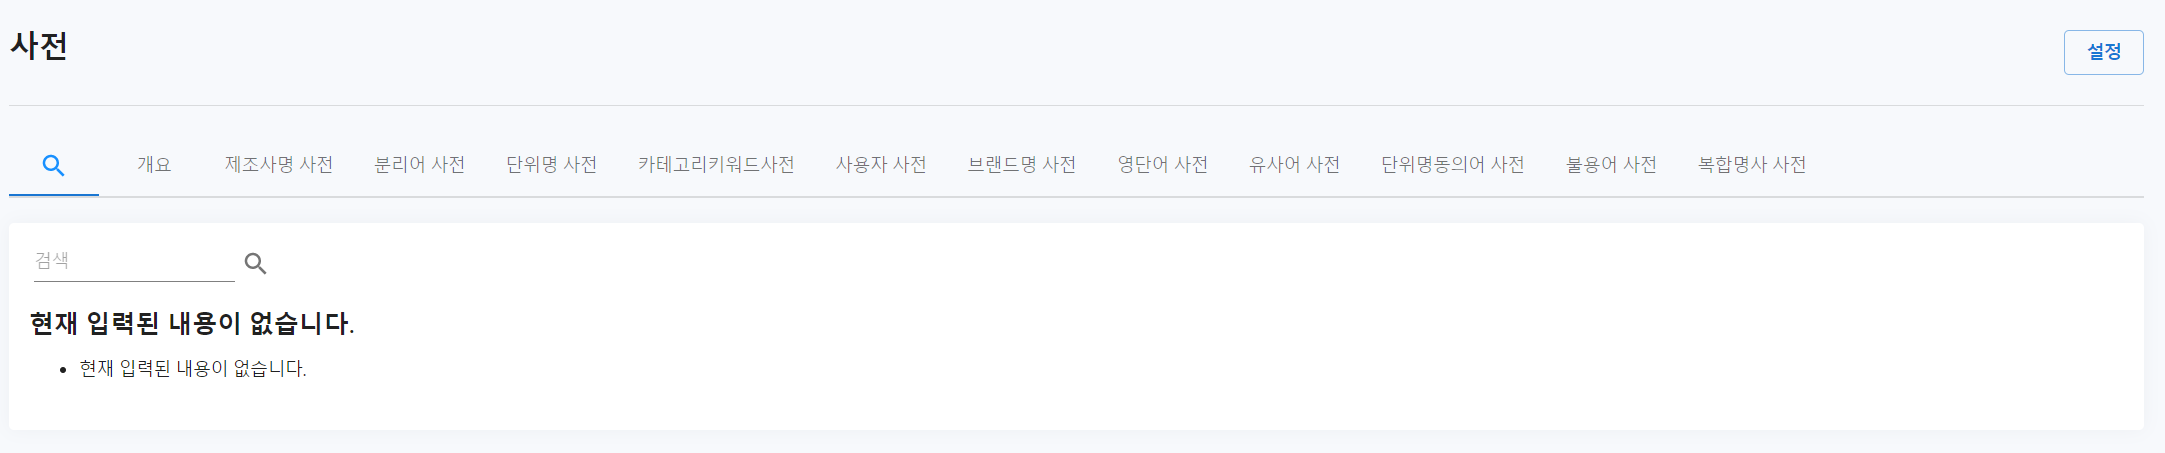 사전
설정
개요 제조사명 사전 분리어 사전 단위명 사전 카테고리키워드사전 사용자 사전 브랜드명 사전 영단어 사전 유사어 사전 단위명동의어 사전 불용어 사전 복합명사 사전
검색
현재 입력된 내용이 없습니다.
• 현재 입력된 내용이 없습니다.